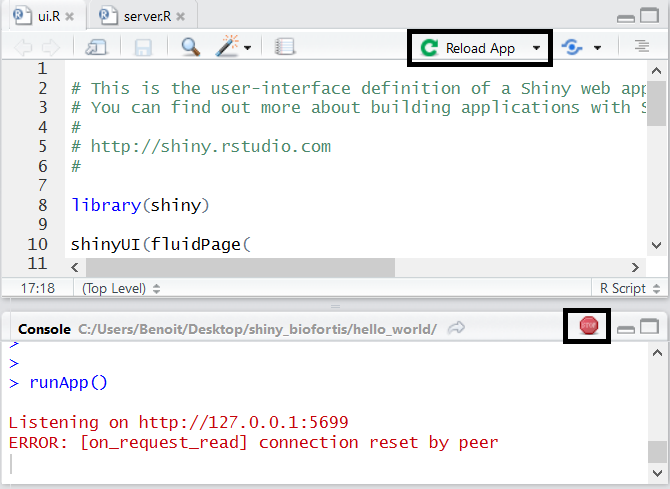 ui.R server.R
Reload App
1
2 # This is the user-interface definition of a Shiny web app
3 # You can find out more about building applications with S
4 #
5 # http://shiny.rstudio.com
6 #
7
8 library(shiny)
9
10 shinyUI(fluidPage(
11
17:18 (Top Level) R Script
Console C:/Users/Benoit/Desktop/shiny_biofortis/hello_world/ STOP
>
>
> runApp()
Listening on http://127.0.0.1:5699
ERROR: [on_request_read] connection reset by peer